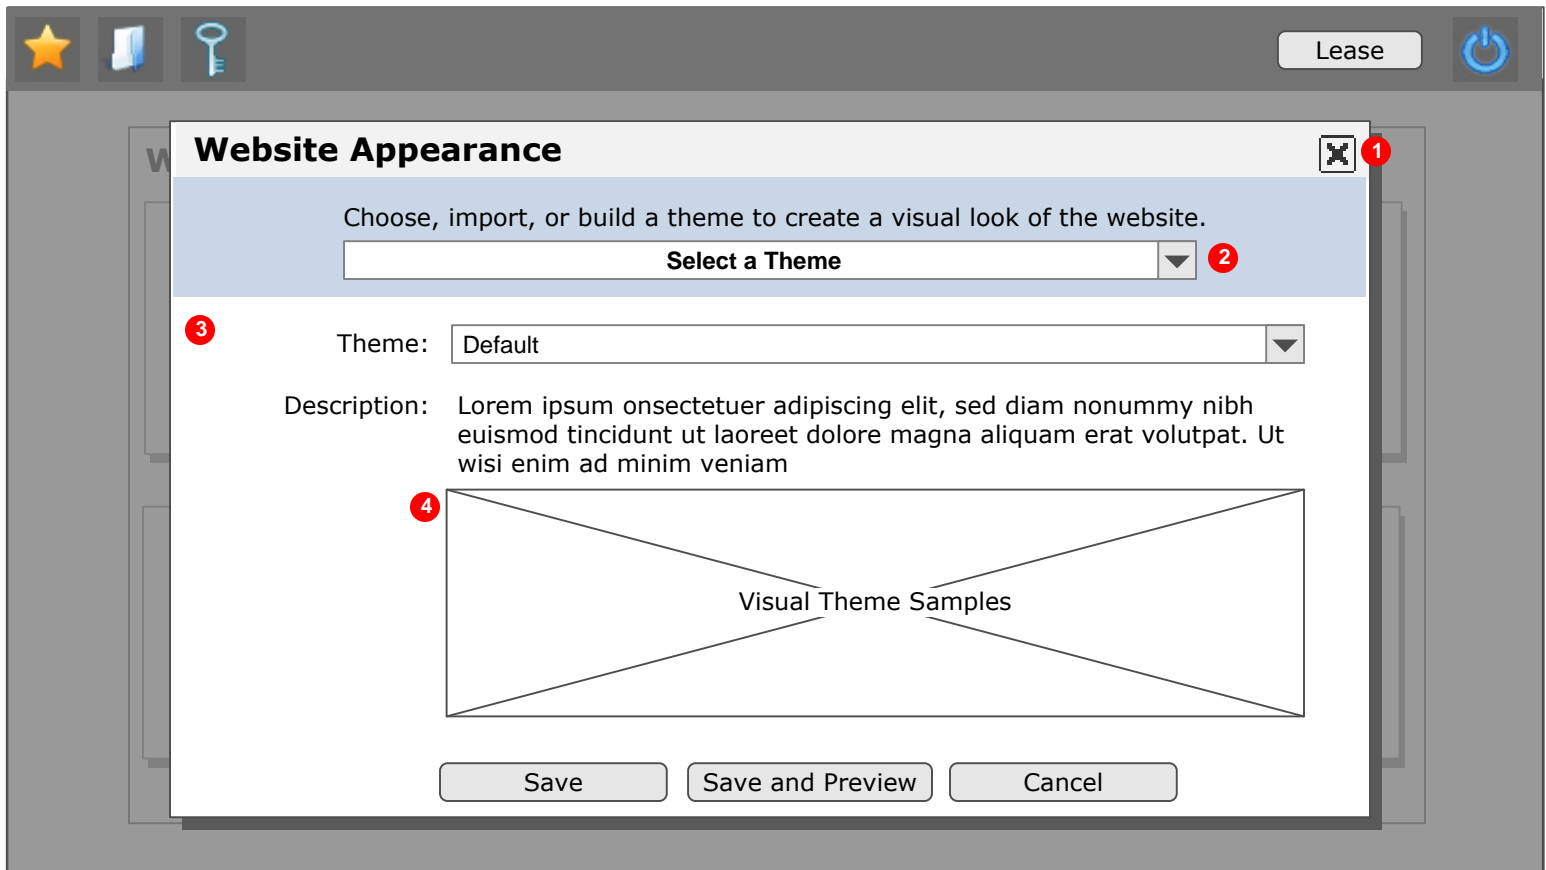 Lease
W
Website Appearance
1
Choose, import, or build a theme to create a visual look of the website.
Select a Theme
2
3
Theme:
Default
Description:
Lorem ipsum onsectetuer adipiscing elit, sed diam nonummy nibh
euismod tincidunt ut laoreet dolore magna aliquam erat volutpat. Ut
wisi enim ad minim veniam
4
Visual Theme Samples
Save
Save and Preview
Cancel